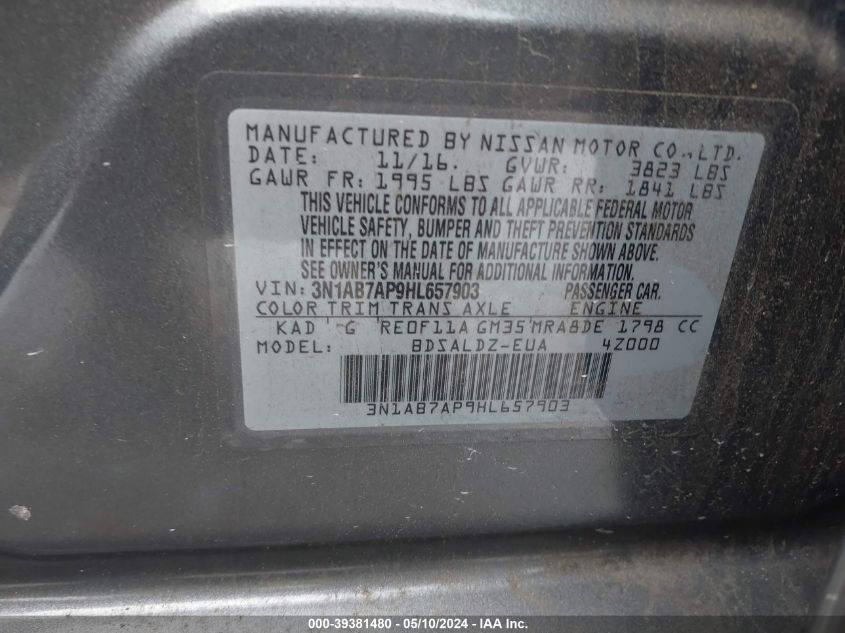 MANUFACTURED BY NISSAN MOTOR CO., LTD.
DATE: 11/16. GVWR: 3823 LBS
GAWR FR: 1995 LBS GAWR RR: 1841 LBS
THIS VEHICLE CONFORMS TO ALL APPLICABLE FEDERAL MOTOR
VEHICLE SAFETY, BUMPER AND THEFT PREVENTION STANDARDS
IN EFFECT ON THE DATE OF MANUFACTURE SHOWN ABOVE.
SEE OWNER'S MANUAL FOR ADDITIONAL INFORMATION.
VIN: 3N1AB7AP9HL657903 PASSENGER CAR.
COLOR TRIM TRANS AXLE ENGINE
KAD G RE0F11A GM35 MRA8DE 1798 CC
MODEL: BDSALDZ-EUA 4Z000
3N1AB7AP9HL657903
000-39381480 - 05/10/2024 - IAA Inc.